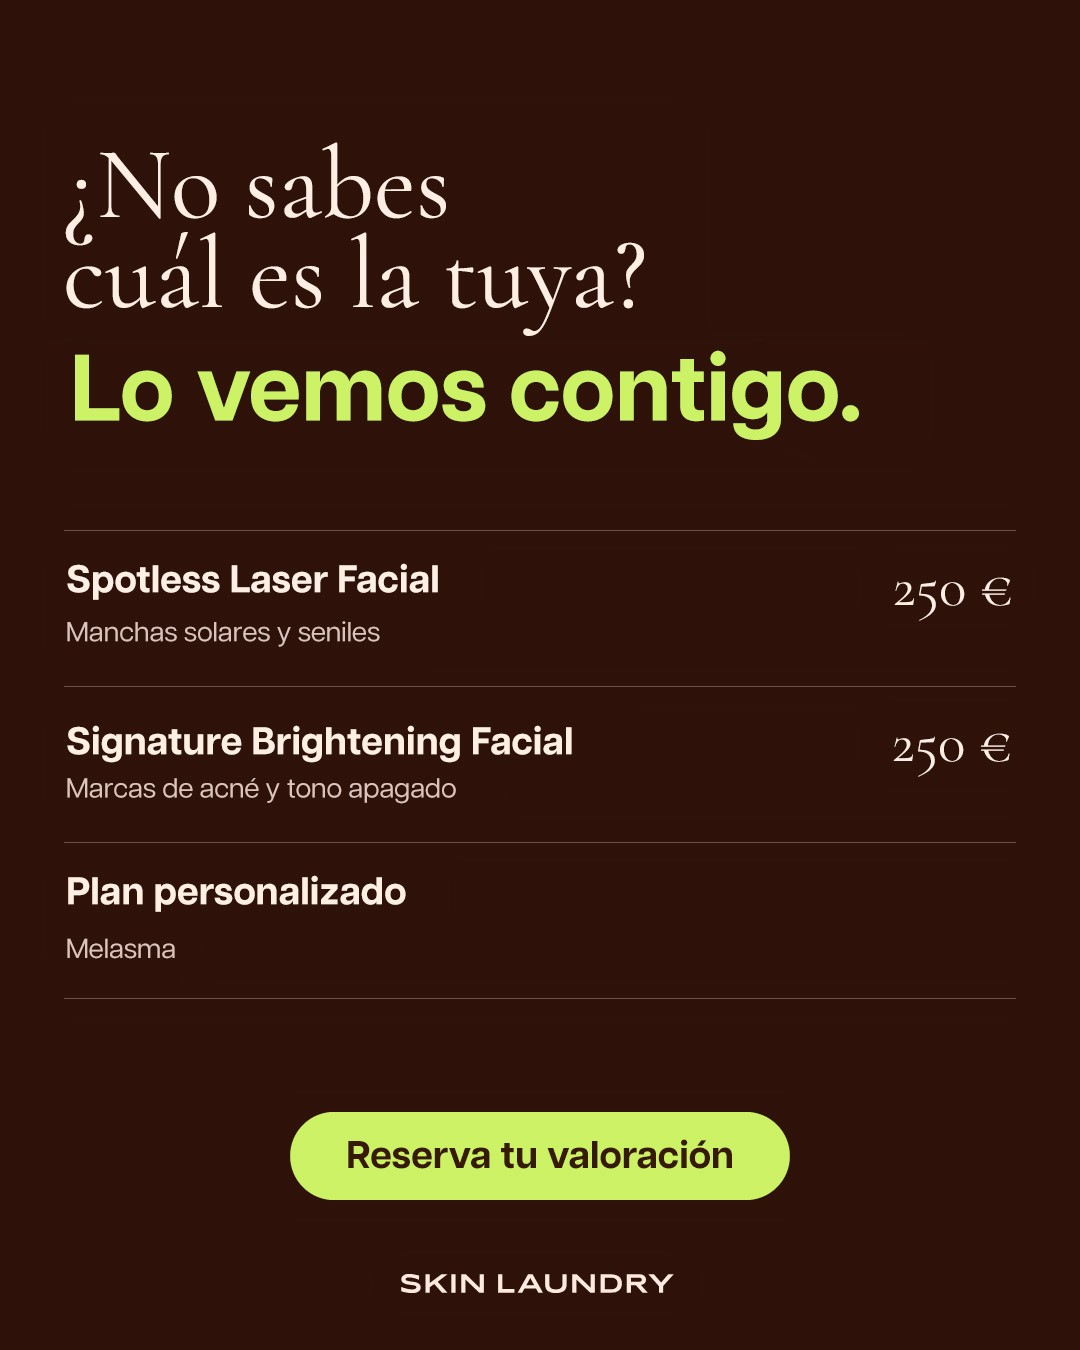 ¿No sabes
cuál es la tuya?
Lo vemos contigo.
Spotless Laser Facial
250 €
Manchas solares y seniles
Signature Brightening Facial
250 €
Marcas de acné y tono apagado
Plan personalizado
Melasma
Reserva tu valoración
SKIN LAUNDRY